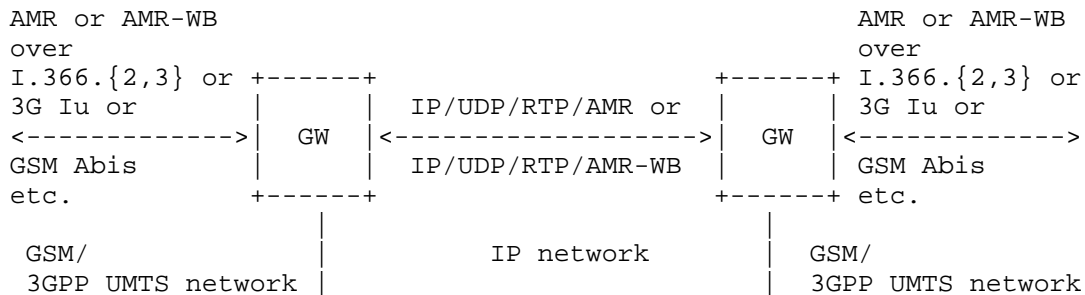 AMR or AMR-WB                                        AMR or AMR-WB
over                                                 over
I.366.{2,3} or +------+                      +------+ I.366.{2,3} or
3G Iu or       |      |  IP/UDP/RTP/AMR or   |      | 3G Iu or
<------------->|  GW  |<-------------------->|  GW  |<------------->
GSM Abis       |      |  IP/UDP/RTP/AMR-WB   |      | GSM Abis
etc.           +------+                      +------+ etc.
                   |                             |
 GSM/              |         IP network          |  GSM/
 3GPP UMTS network |                             |  3GPP UMTS network